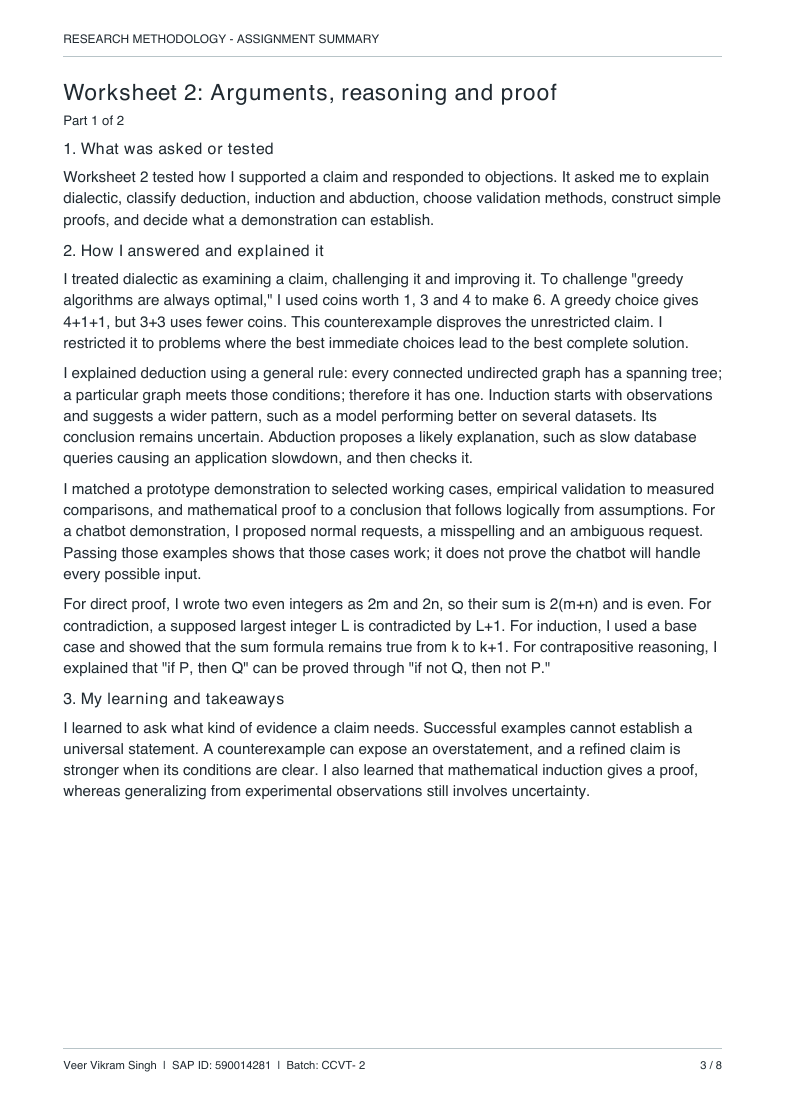 RESEARCH METHODOLOGY - ASSIGNMENT SUMMARY
Worksheet 2: Arguments, reasoning and proof
Part 1 of 2
1. What was asked or tested
Worksheet 2 tested how I supported a claim and responded to objections. It asked me to explain
dialectic, classify deduction, induction and abduction, choose validation methods, construct simple
proofs, and decide what a demonstration can establish.
2. How I answered and explained it
I treated dialectic as examining a claim, challenging it and improving it. To challenge "greedy
algorithms are always optimal," I used coins worth 1, 3 and 4 to make 6. A greedy choice gives
4+1+1, but 3+3 uses fewer coins. This counterexample disproves the unrestricted claim. I
restricted it to problems where the best immediate choices lead to the best complete solution.
I explained deduction using a general rule: every connected undirected graph has a spanning tree;
a particular graph meets those conditions; therefore it has one. Induction starts with observations
and suggests a wider pattern, such as a model performing better on several datasets. Its
conclusion remains uncertain. Abduction proposes a likely explanation, such as slow database
queries causing an application slowdown, and then checks it.
I matched a prototype demonstration to selected working cases, empirical validation to measured
comparisons, and mathematical proof to a conclusion that follows logically from assumptions. For
a chatbot demonstration, I proposed normal requests, a misspelling and an ambiguous request.
Passing those examples shows that those cases work; it does not prove the chatbot will handle
every possible input.
For direct proof, I wrote two even integers as 2m and 2n, so their sum is 2(m+n) and is even. For
contradiction, a supposed largest integer L is contradicted by L+1. For induction, I used a base
case and showed that the sum formula remains true from k to k+1. For contrapositive reasoning, I
explained that "if P, then Q" can be proved through "if not Q, then not P."
3. My learning and takeaways
I learned to ask what kind of evidence a claim needs. Successful examples cannot establish a
universal statement. A counterexample can expose an overstatement, and a refined claim is
stronger when its conditions are clear. I also learned that mathematical induction gives a proof,
whereas generalizing from experimental observations still involves uncertainty.
Veer Vikram Singh | SAP ID: 590014281 | Batch: CCVT- 2
3 / 8